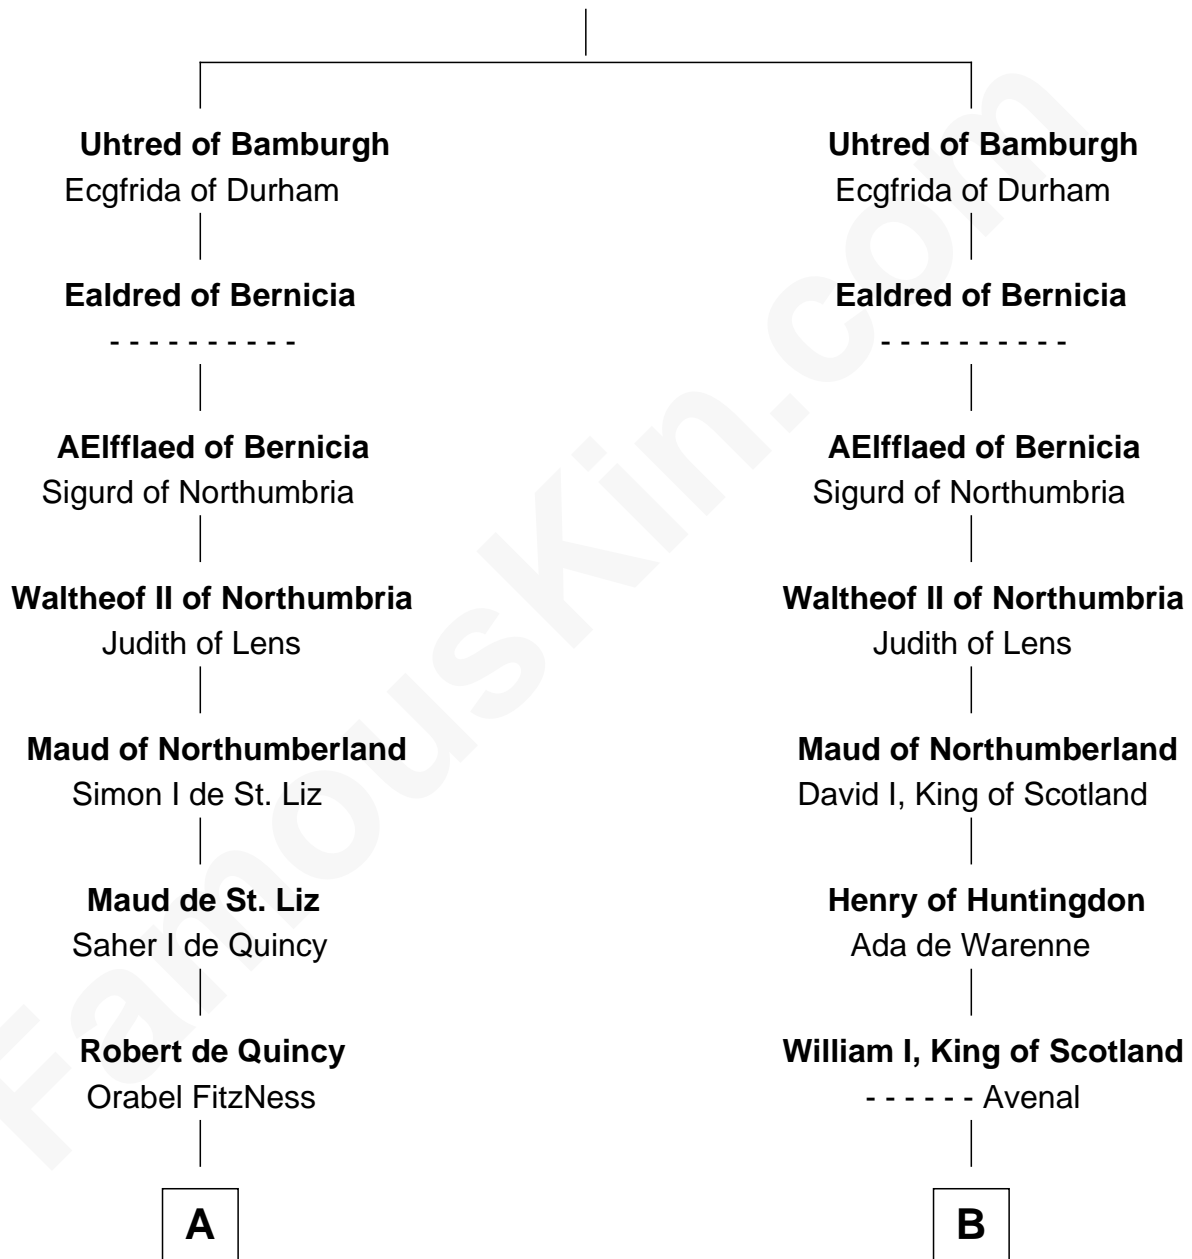 Uhtred of Bamburgh
Ecgfrida of Durham
Ealdred of Bernicia
- - - - - - - - - -
AElfflaed of Bernicia
Sigurd of Northumbria
Waltheof II of Northumbria
Judith of Lens
Maud of Northumberland
Simon I de St. Liz
Maud de St. Liz
Saher I de Quincy
Robert de Quincy
Orabel FitzNess
A
Uhtred of Bamburgh
Ecgfrida of Durham
Ealdred of Bernicia
- - - - - - - - - -
AElfflaed of Bernicia
Sigurd of Northumbria
Waltheof II of Northumbria
Judith of Lens
Maud of Northumberland
David I, King of Scotland
Henry of Huntingdon
Ada de Warenne
William I, King of Scotland
- - - - - - Avenal
B
FamousKin.com